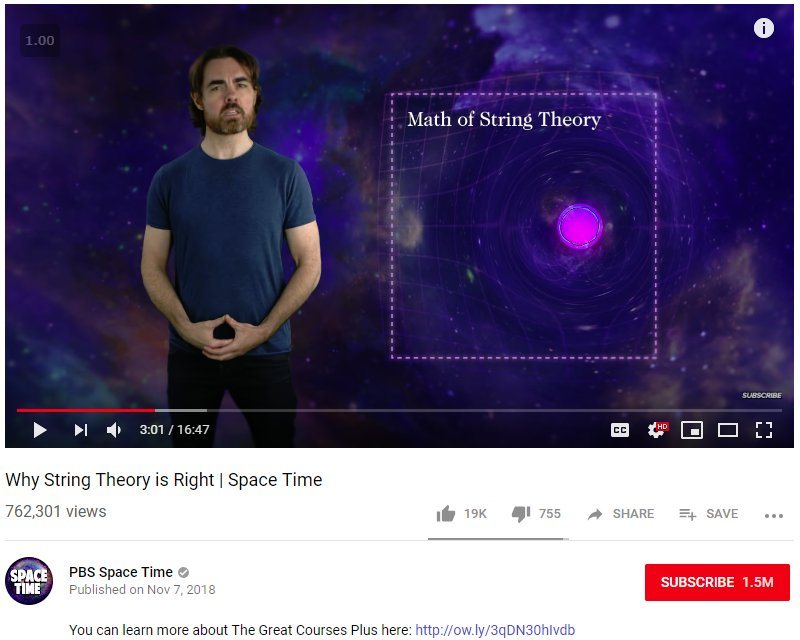 1.00
i
Math of String Theory
SUBSCRIBE
3:01 / 16:47
CC
HD
Why String Theory is Right | Space Time
762,301 views
19K
755
SHARE
SAVE
SPACE
TIME
PBS Space Time
Published on Nov 7, 2018
SUBSCRIBE 1.5M
You can learn more about The Great Courses Plus here: http://ow.ly/3qDN30hIvdb